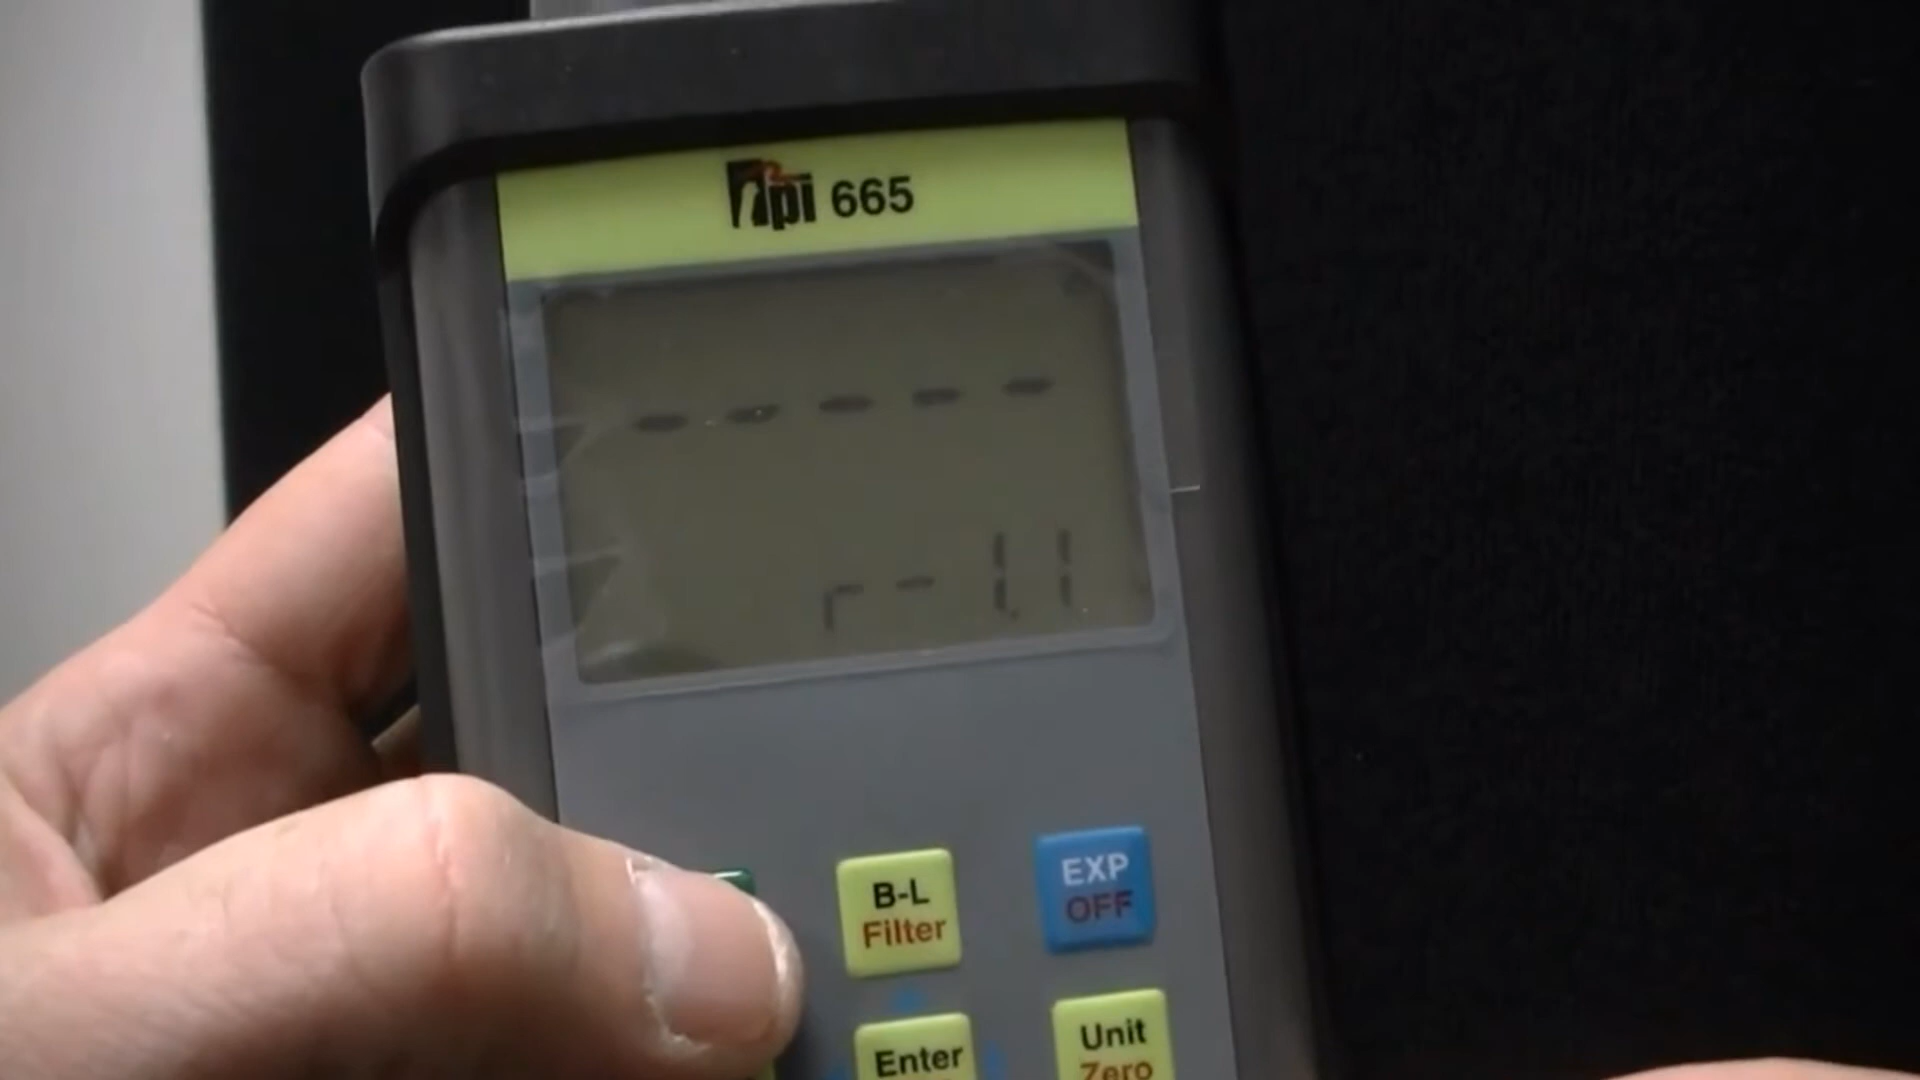 tpi 665
- - - - -
r - 1.1
B-L
Filter
EXP
OFF
Enter
Unit
Zero